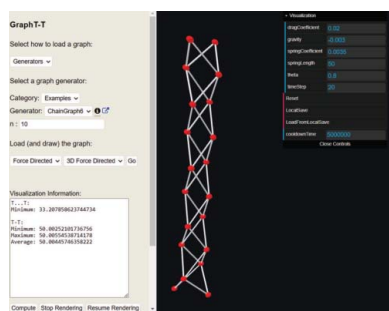 GraphT-T
Select how to load a graph:
Generators
Select a graph generator:
Category: Examples
Generator: ChainGraph6
n : 10
Load (and draw) the graph:
Force Directed 3D Force Directed Go
Visualization Information:
T...T:
Minimum: 33.207858623744734
T-T:
Minimum: 50.00252101736756
Maximum: 50.00554538714178
Average: 50.00445746358222
Compute Stop Rendering Resume Rendering
Visualization
dragCoefficient 0.02
gravity -0.003
springCoefficient 0.0036
springLength 50
theta 0.8
timeStep 20
Reset
LocalSave
LoadFromLocalSave
cooldownTime 5000000
Close Controls